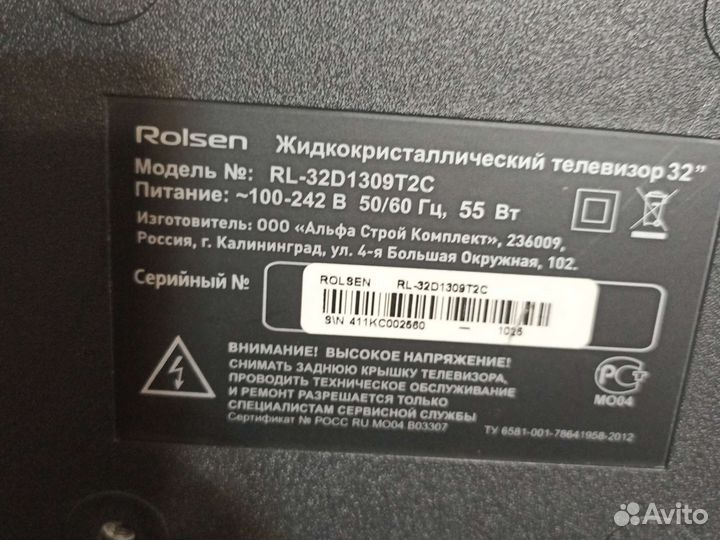 Rolsen Жидкокристаллический телевизор 32"
Модель №: RL-32D1309T2C
Питание: ~100-242 В 50/60 Гц, 55 Вт
Изготовитель: ООО «Альфа Строй Комплект», 236009,
Россия, г. Калининград, ул. 4-я Большая Окружная, 102.
Серийный №
ROLSEN RL-32D1309T2C
S\N 411KC002560 — 1025
ВНИМАНИЕ! ВЫСОКОЕ НАПРЯЖЕНИЕ!
СНИМАТЬ ЗАДНЮЮ КРЫШКУ ТЕЛЕВИЗОРА,
ПРОВОДИТЬ ТЕХНИЧЕСКОЕ ОБСЛУЖИВАНИЕ
И РЕМОНТ РАЗРЕШАЕТСЯ ТОЛЬКО
СПЕЦИАЛИСТАМ СЕРВИСНОЙ СЛУЖБЫ
Сертификат № РОСС RU МО04 В03307
РСТ
МО04
ТУ 6581-001-78641958-2012
Avito